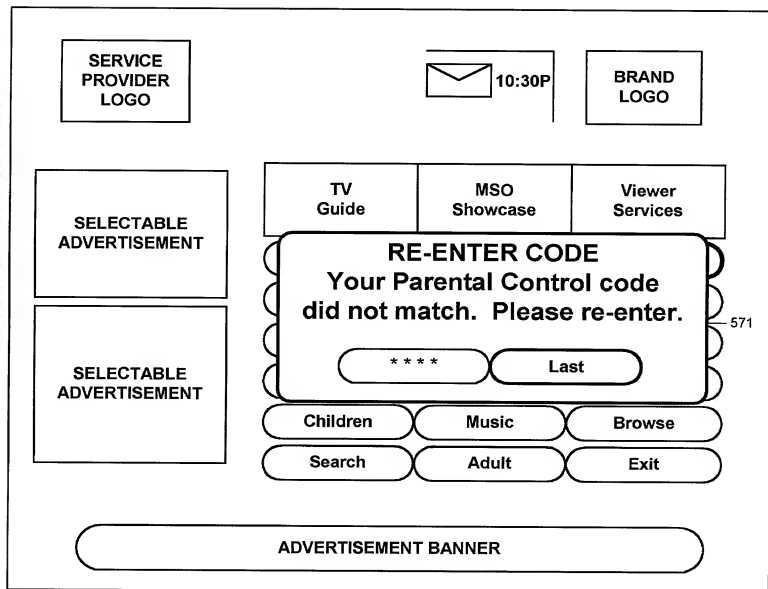 SERVICE
PROVIDER
LOGO
10:30P
BRAND
LOGO
SELECTABLE
ADVERTISEMENT
TV
Guide
MSO
Showcase
Viewer
Services
RE-ENTER CODE
Your Parental Control code
did not match. Please re-enter.
* * * *
Last
571
SELECTABLE
ADVERTISEMENT
Children
Music
Browse
Search
Adult
Exit
ADVERTISEMENT BANNER